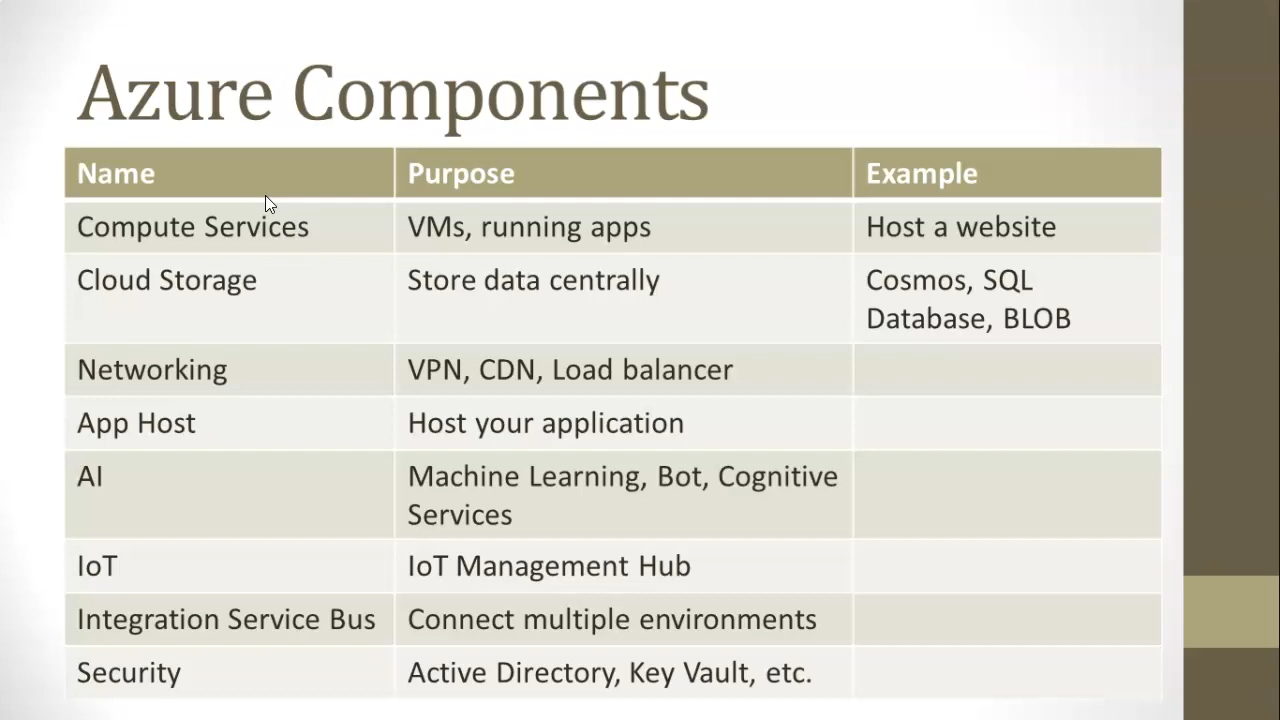 Azure Components
Name Purpose Example
Compute Services VMs, running apps Host a website
Cloud Storage Store data centrally Cosmos, SQL
Database, BLOB
Networking VPN, CDN, Load balancer
App Host Host your application
AI Machine Learning, Bot, Cognitive
Services
IoT IoT Management Hub
Integration Service Bus Connect multiple environments
Security Active Directory, Key Vault, etc.